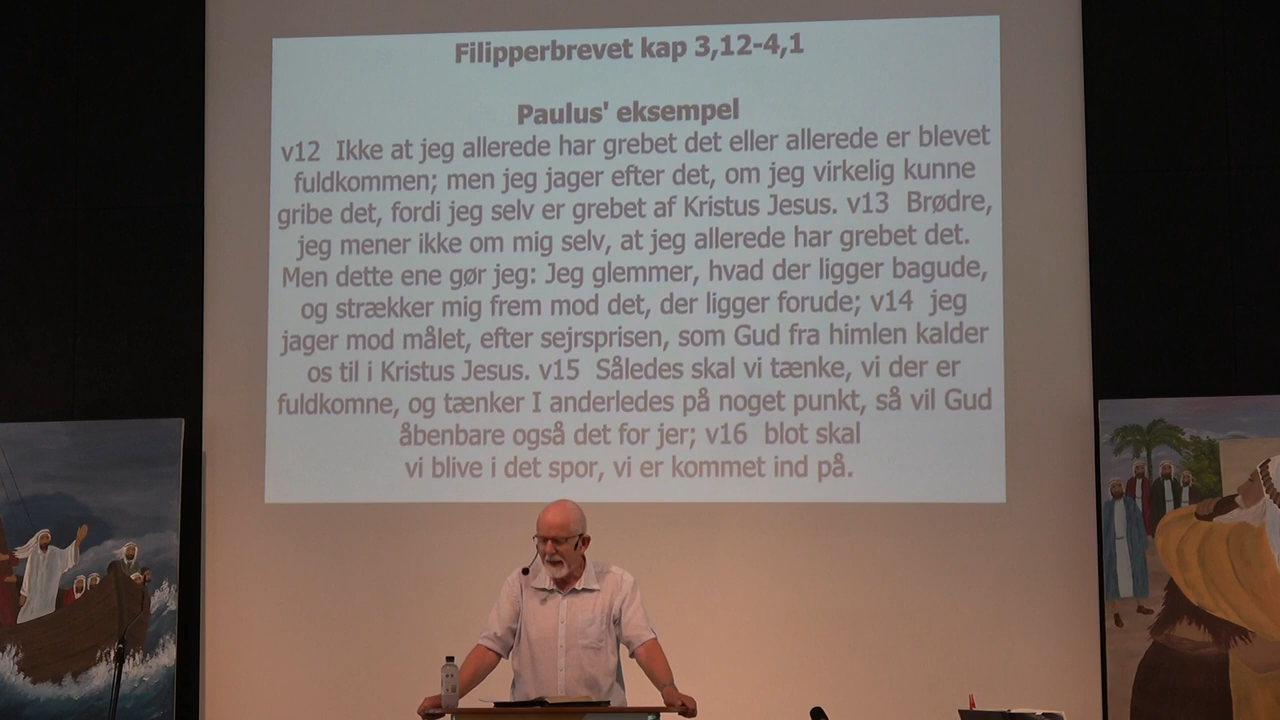 Filipperbrevet kap 3,12-4,1
Paulus' eksempel
v12 Ikke at jeg allerede har grebet det eller allerede er blevet
fuldkommen; men jeg jager efter det, om jeg virkelig kunne
gribe det, fordi jeg selv er grebet af Kristus Jesus. v13 Brødre,
jeg mener ikke om mig selv, at jeg allerede har grebet det.
Men dette ene gør jeg: Jeg glemmer, hvad der ligger bagude,
og strækker mig frem mod det, der ligger forude; v14 jeg
jager mod målet, efter sejrsprisen, som Gud fra himlen kalder
os til i Kristus Jesus. v15 Således skal vi tænke, vi der er
fuldkomne, og tænker I anderledes på noget punkt, så vil Gud
åbenbare også det for jer; v16 blot skal
vi blive i det spor, vi er kommet ind på.